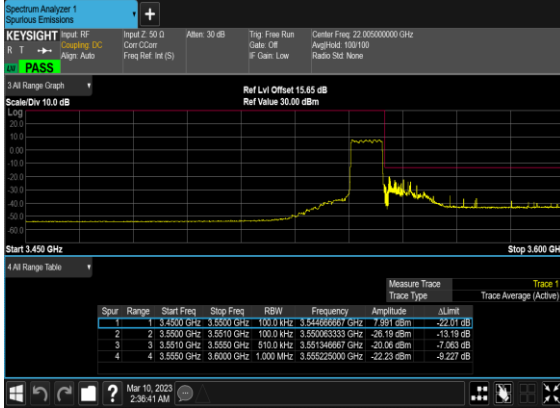 Spectrum Analyzer 1
Spurious Emissions
+
KEYSIGHT Input: RF Input Z: 50 Ω Atten: 30 dB Trig: Free Run Center Freq: 22.005000000 GHz
R T Coupling: DC Corr CCorr Gate: Off Avg|Hold: 100/100
Align: Auto Freq Ref: Int (S) IF Gain: Low Radio Std: None
LXI PASS
3.All Range Graph
Ref Lvl Offset 15.65 dB
Scale/Div 10.0 dB Ref Value 30.00 dBm
Log
20.0
10.0
0.00
-10.0
-20.0
-30.0
-40.0
-50.0
-60.0
Start 3.450 GHz Stop 3.600 GH
4.All Range Table
Measure Trace Trace 1
Trace Type Trace Average (Active)
Spur Range Start Freq Stop Freq RBW Frequency Amplitude ΔLimit
1 1 3.4500 GHz 3.5500 GHz 100.0 kHz 3.544666667 GHz 7.991 dBm -22.01 dB
2 2 3.5500 GHz 3.5510 GHz 100.0 kHz 3.550063333 GHz -26.19 dBm -13.19 dB
3 3 3.5510 GHz 3.5550 GHz 510.0 kHz 3.551346667 GHz -20.06 dBm -7.063 dB
4 4 3.5550 GHz 3.6000 GHz 1.000 MHz 3.555225000 GHz -22.23 dBm -9.227 dB
? Mar 10, 2023
2:36:41 AM